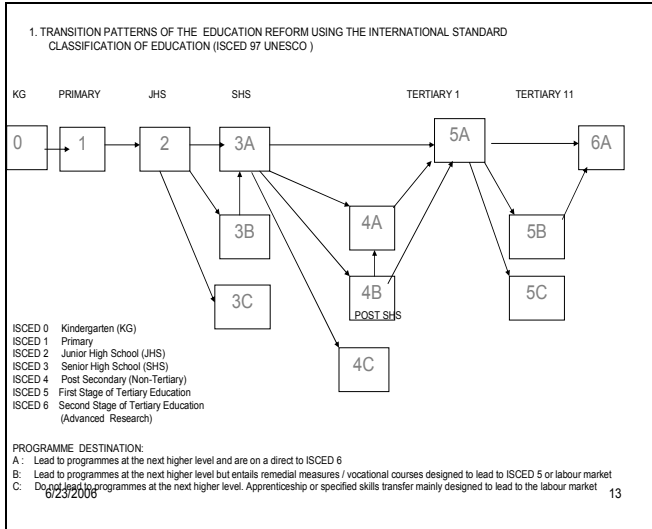 1. TRANSITION PATTERNS OF THE EDUCATION REFORM USING THE INTERNATIONAL STANDARD
CLASSIFICATION OF EDUCATION (ISCED 97 UNESCO )
KG PRIMARY JHS SHS TERTIARY 1 TERTIARY 11
0 1 2 3A 5A 6A
3B 4A 5B
3C 4B 5C
POST SHS
4C
ISCED 0 Kindergarten (KG)
ISCED 1 Primary
ISCED 2 Junior High School (JHS)
ISCED 3 Senior High School (SHS)
ISCED 4 Post Secondary (Non-Tertiary)
ISCED 5 First Stage of Tertiary Education
ISCED 6 Second Stage of Tertiary Education
(Advanced Research)
PROGRAMME DESTINATION:
A : Lead to programmes at the next higher level and are on a direct to ISCED 6
B: Lead to programmes at the next higher level but entails remedial measures / vocational courses designed to lead to ISCED 5 or labour market
C: Do not lead to programmes at the next higher level. Apprenticeship or specified skills transfer mainly designed to lead to the labour market
6/23/2006 13